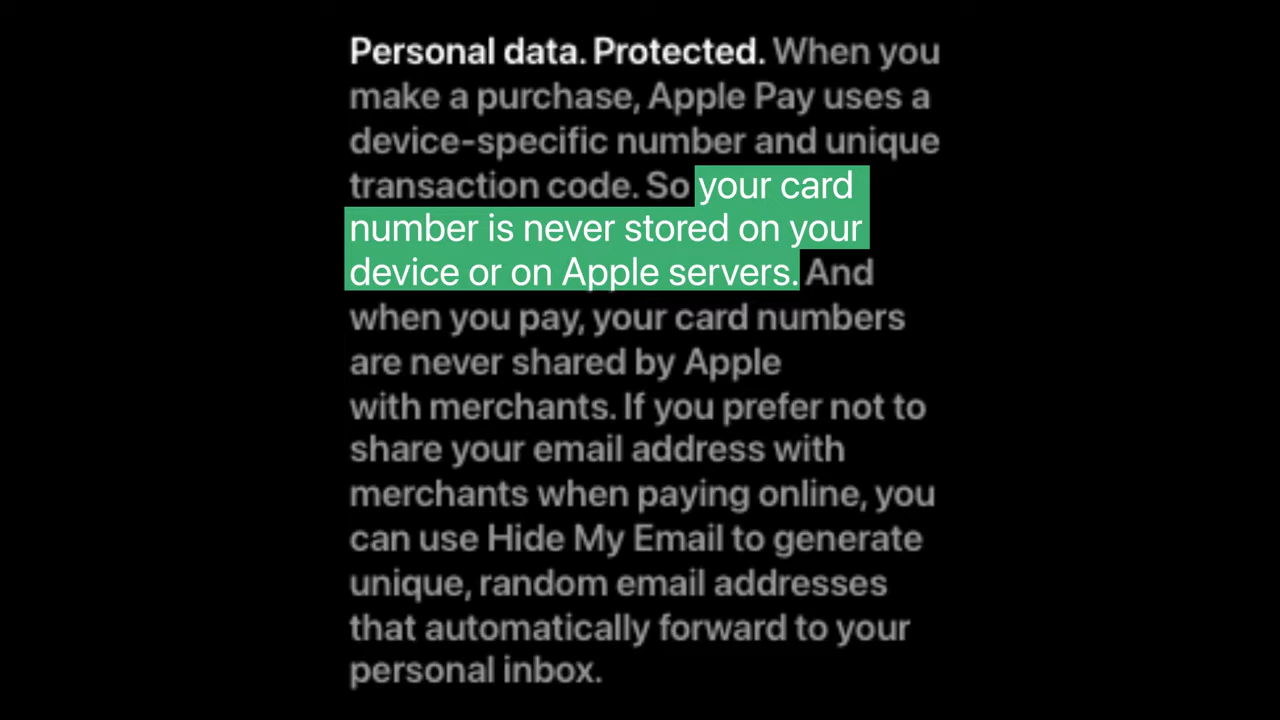 Personal data. Protected. When you
make a purchase, Apple Pay uses a
device-specific number and unique
transaction code. So your card
number is never stored on your
device or on Apple servers. And
when you pay, your card numbers
are never shared by Apple
with merchants. If you prefer not to
share your email address with
merchants when paying online, you
can use Hide My Email to generate
unique, random email addresses
that automatically forward to your
personal inbox.